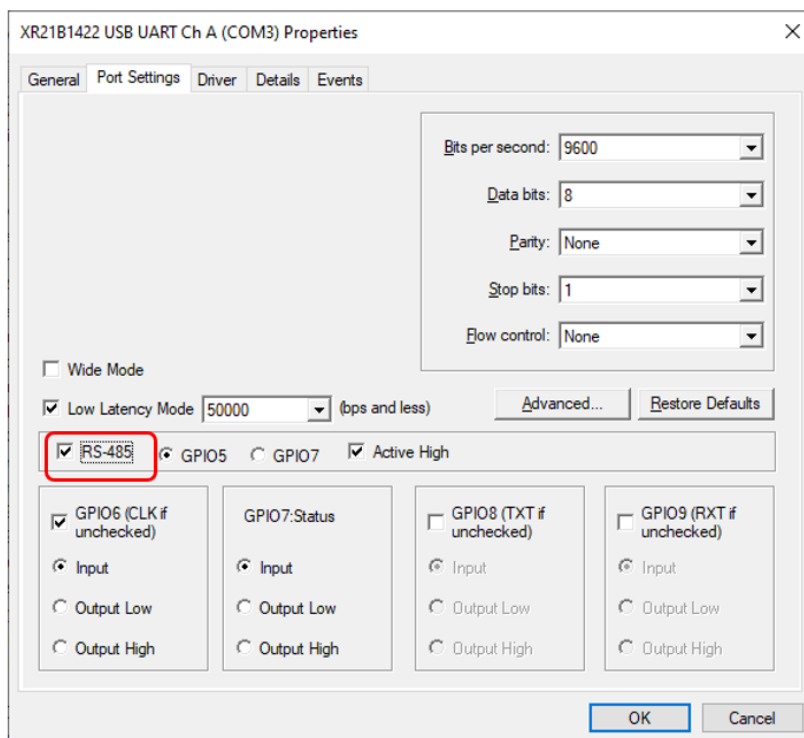 XR21B1422 USB UART Ch A (COM3) Properties
General Port Settings Driver Details Events
Bits per second: 9600
Data bits: 8
Parity: None
Stop bits: 1
Flow control: None
Wide Mode
Low Latency Mode 50000 (bps and less) Advanced... Restore Defaults
RS-485 GPIO5 GPIO7 Active High
GPIO6 (CLK if
unchecked)
Input
Output Low
Output High
GPIO7:Status
Input
Output Low
Output High
GPIO8 (TXT if
unchecked)
Input
Output Low
Output High
GPIO9 (RXT if
unchecked)
Input
Output Low
Output High
OK Cancel